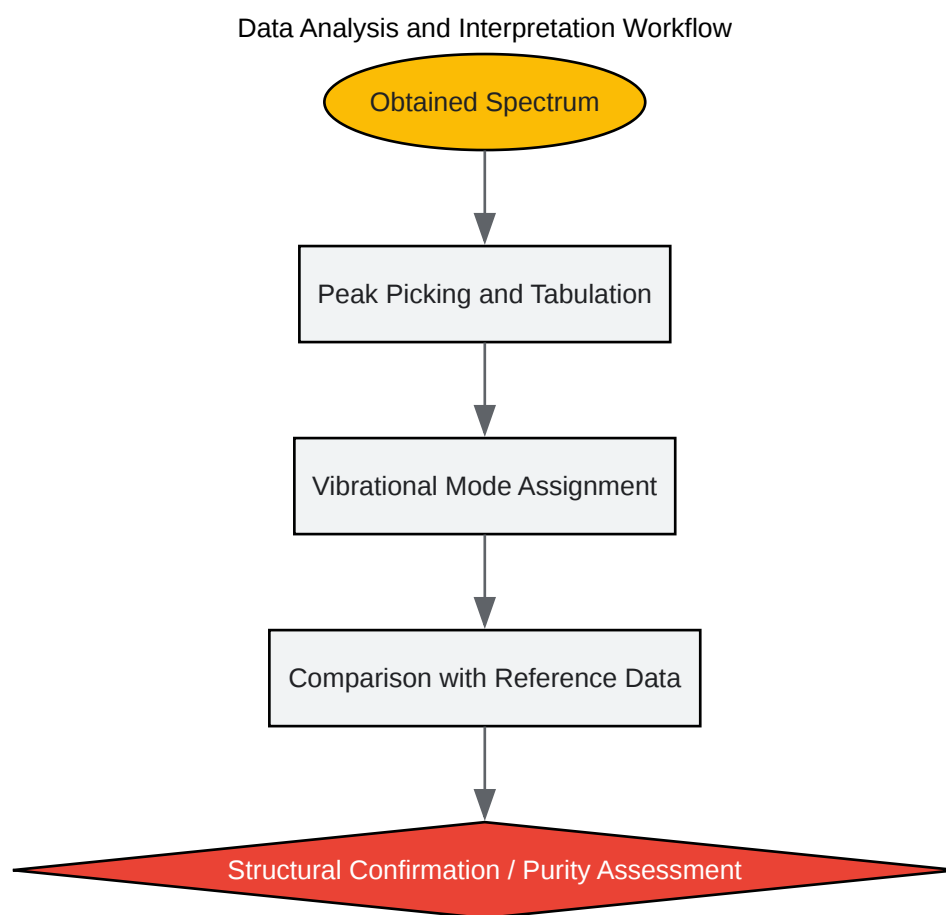 Data Analysis and Interpretation Workflow
Obtained Spectrum
Peak Picking and Tabulation
Vibrational Mode Assignment
Comparison with Reference Data
Structural Confirmation / Purity Assessment